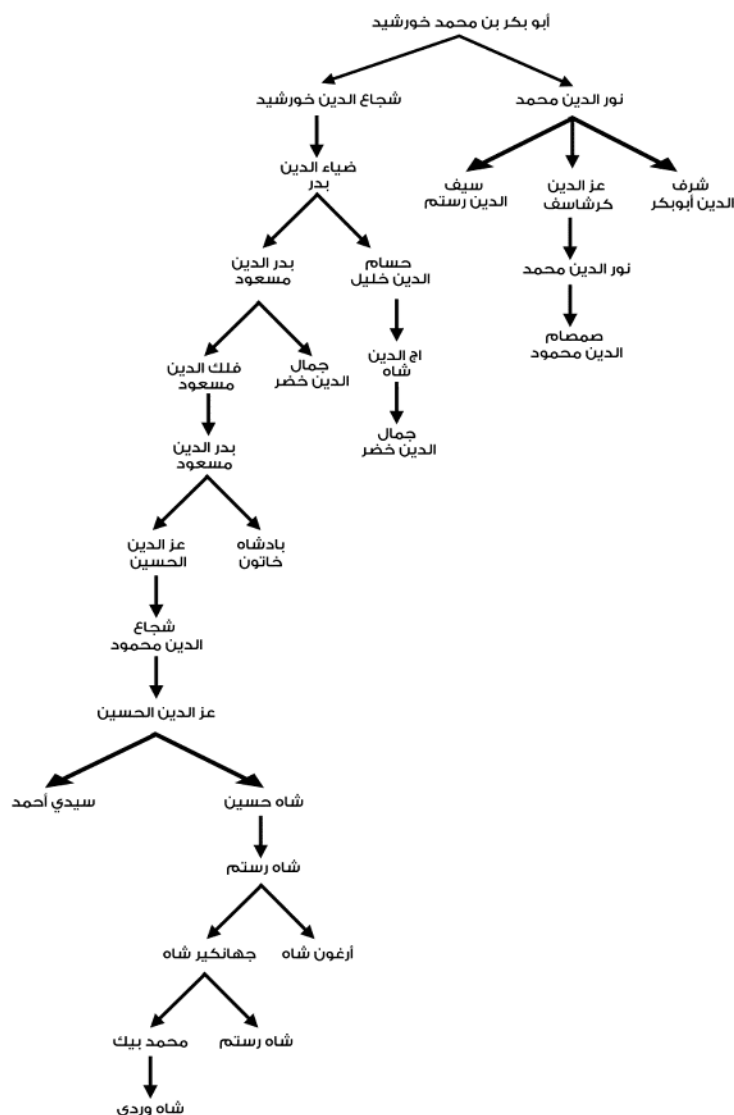 أبو بكر بن محمد خورشيد
نور الدين محمد
شجاع الدين خورشيد
شرف
الدين أبوبكر
عز الدين
كرشاسف
سيف
الدين رستم
ضياء الدين
بدر
نور الدين محمد
حسام
الدين خليل
بدر الدين
مسعود
صمصام
الدين محمود
اج الدين
شاه
جمال
الدين خضر
فلك الدين
مسعود
جمال
الدين خضر
بدر الدين
مسعود
بادشاه
خاتون
عز الدين
الحسين
شجاع
الدين محمود
عز الدين الحسين
شاه حسين
سيدي أحمد
شاه رستم
أرغون شاه
جهانكير شاه
شاه رستم
محمد بيك
شاه وردي